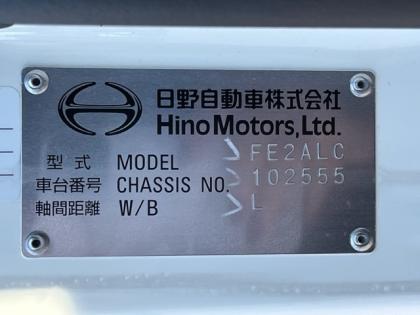 日野自動車株式会社
Hino Motors, Ltd.
型式 MODEL FE2ALC
車台番号 CHASSIS NO. 102555
軸間距離 W/B L